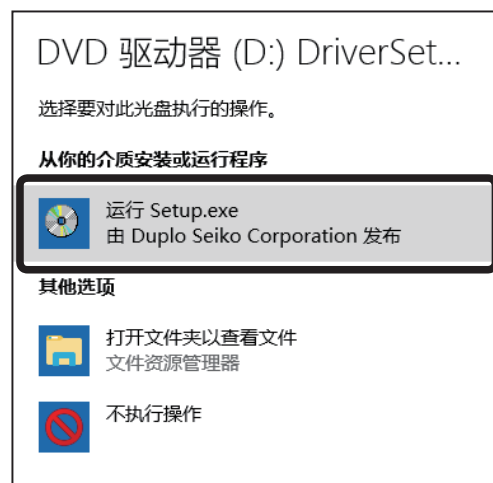 DVD 驱动器 (D:) DriverSet...
选择要对此光盘执行的操作。
从你的介质安装或运行程序
运行 Setup.exe
由 Duplo Seiko Corporation 发布
其他选项
打开文件夹以查看文件
文件资源管理器
不执行操作